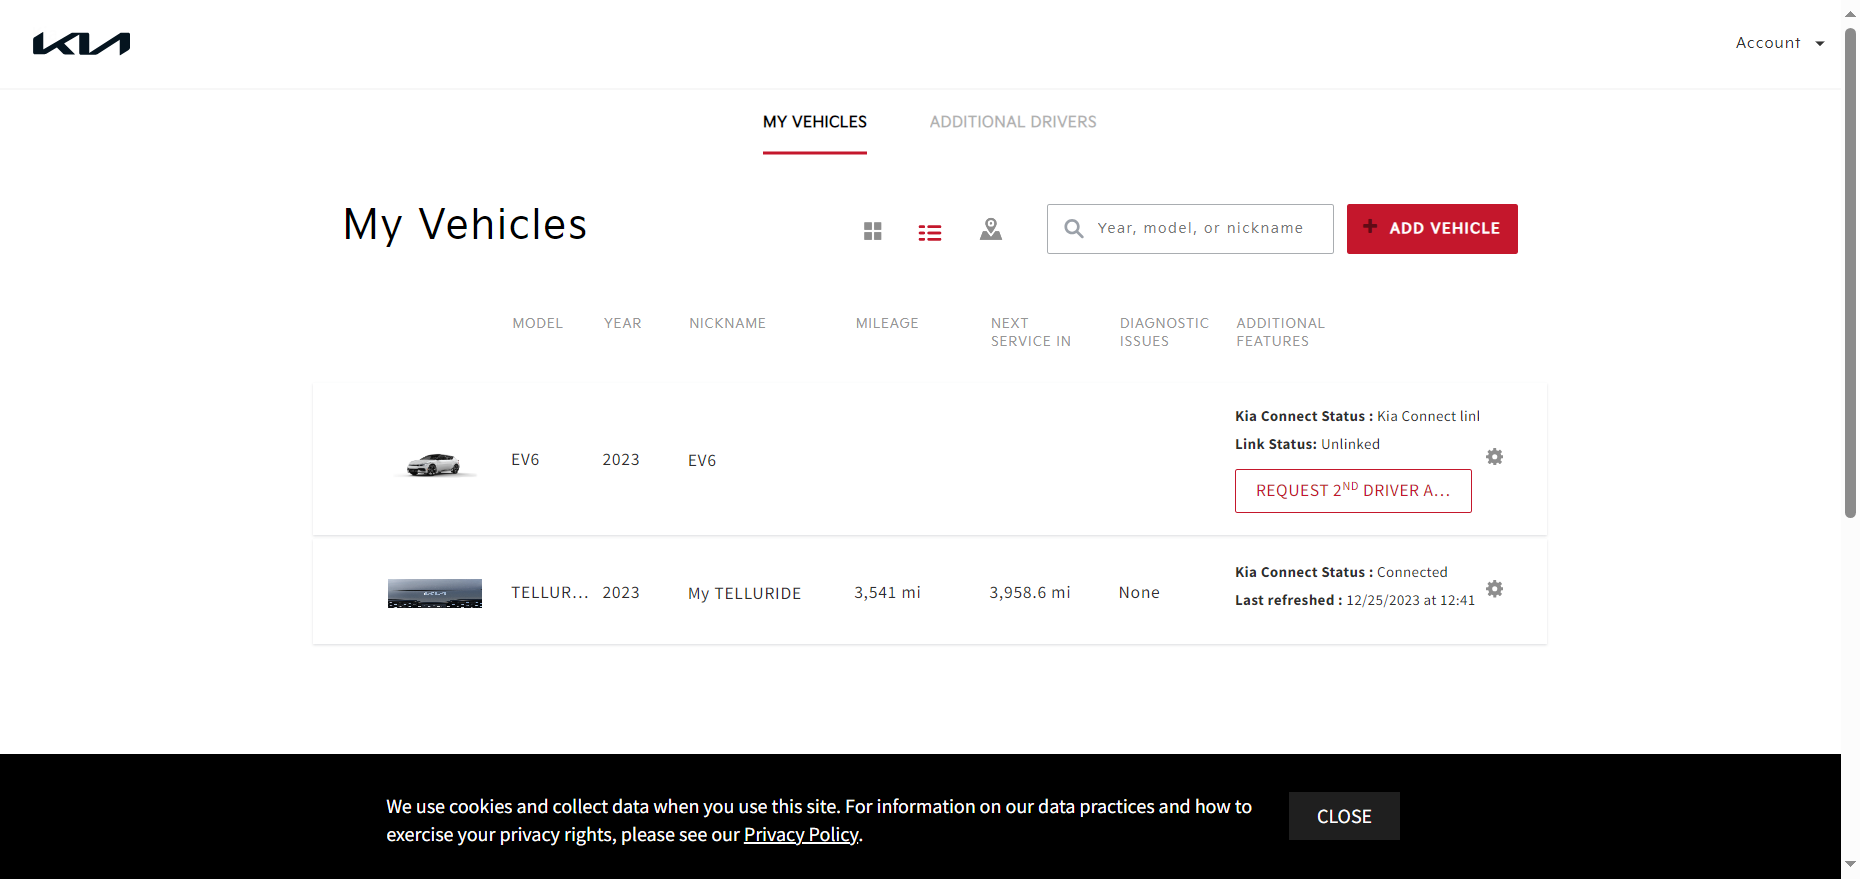 KIA
Account
MY VEHICLES
ADDITIONAL DRIVERS
My Vehicles
Year, model, or nickname
+ ADD VEHICLE
MODEL
YEAR
NICKNAME
MILEAGE
NEXT
SERVICE IN
DIAGNOSTIC
ISSUES
ADDITIONAL
FEATURES
EV6
2023
EV6
Kia Connect Status : Kia Connect linl
Link Status: Unlinked
REQUEST 2ND DRIVER A...
KIA
TELLUR...
2023
My TELLURIDE
3,541 mi
3,958.6 mi
None
Kia Connect Status : Connected
Last refreshed : 12/25/2023 at 12:41
We use cookies and collect data when you use this site. For information on our data practices and how to
exercise your privacy rights, please see our Privacy Policy.
CLOSE